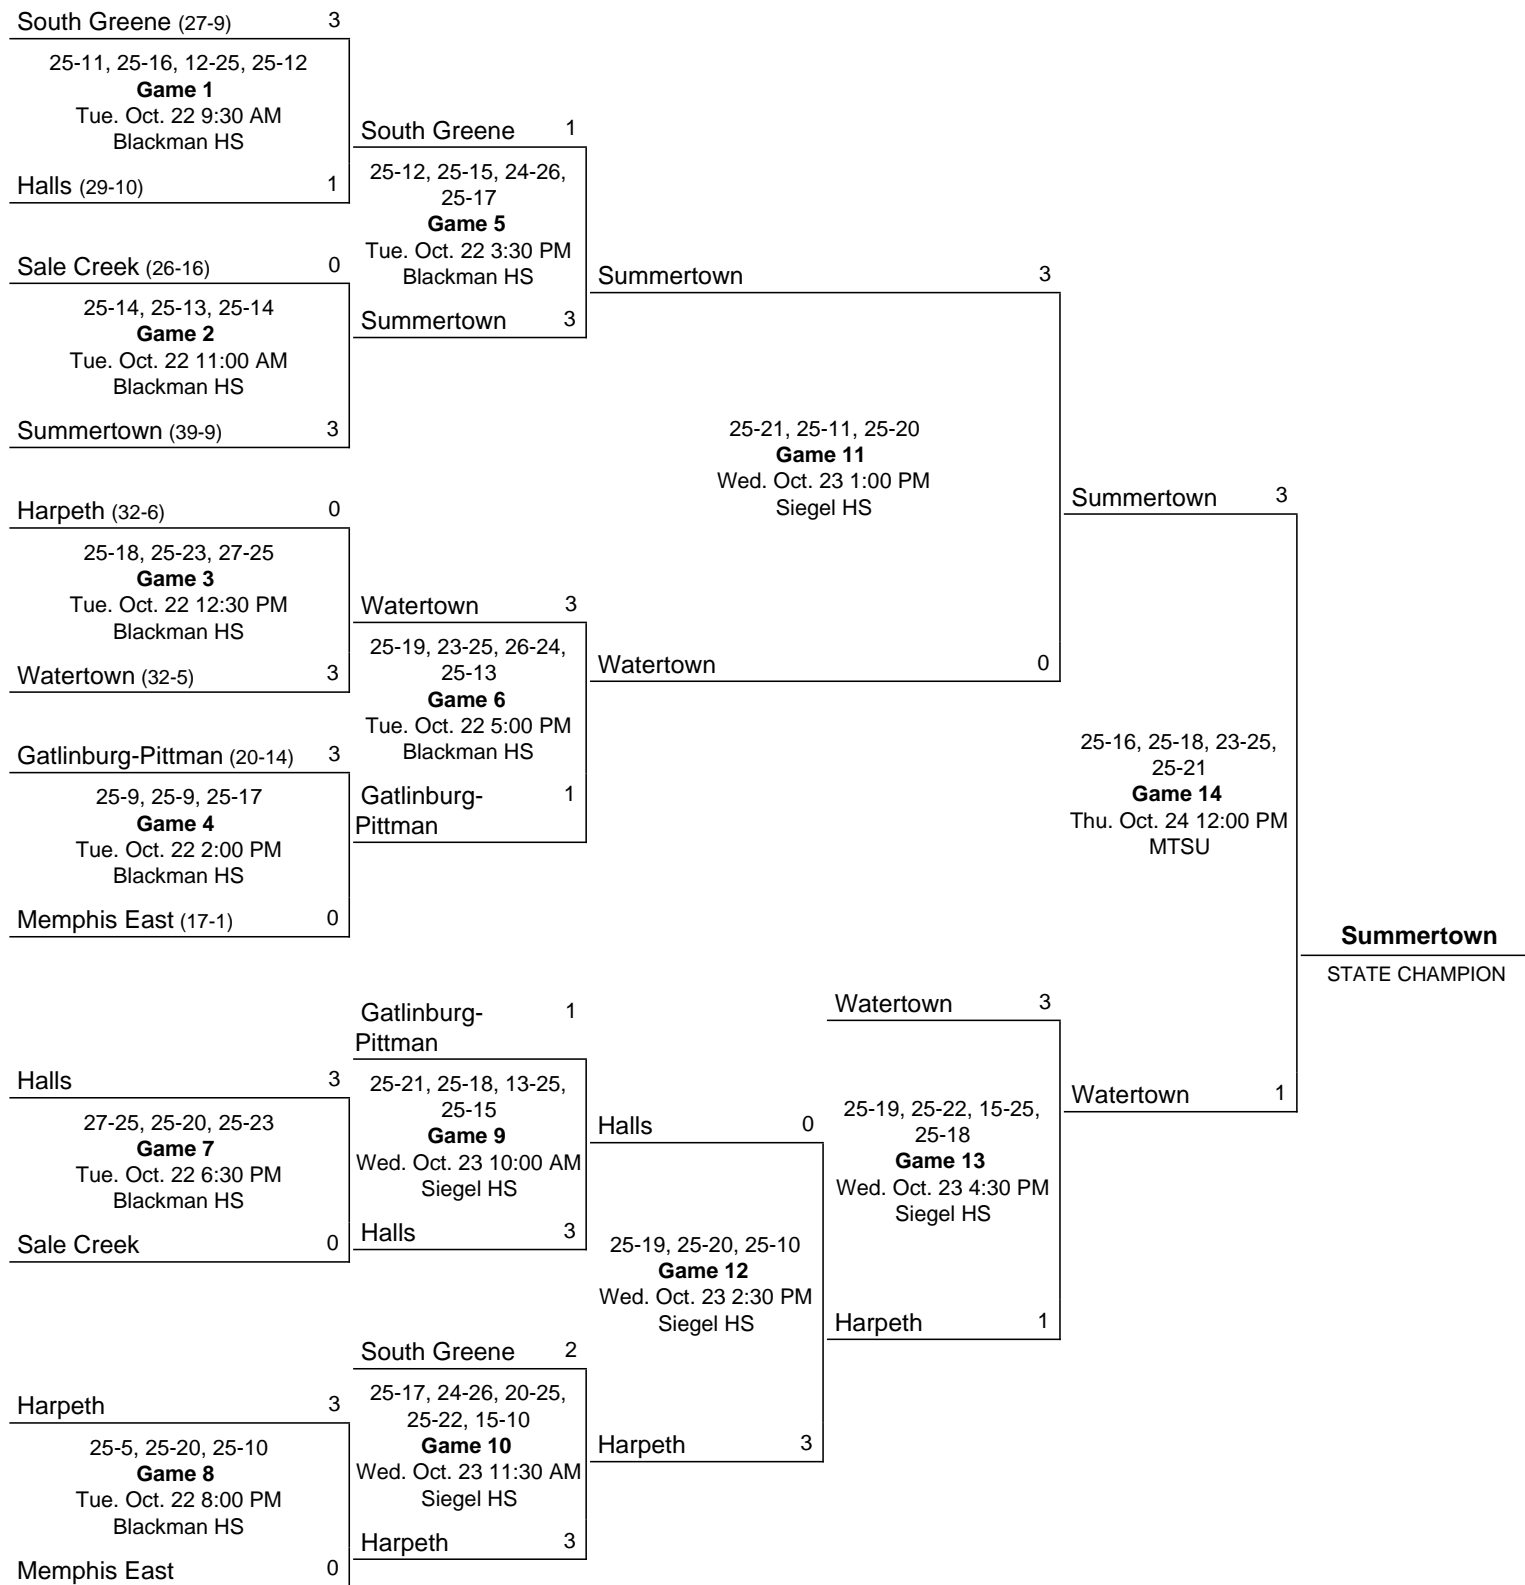 South Greene (27-9) 3
25-11, 25-16, 12-25, 25-12
Game 1
Tue. Oct. 22 9:30 AM
Blackman HS
Halls (29-10) 1
Sale Creek (26-16) 0
25-14, 25-13, 25-14
Game 2
Tue. Oct. 22 11:00 AM
Blackman HS
Summertown (39-9) 3
Harpeth (32-6) 0
25-18, 25-23, 27-25
Game 3
Tue. Oct. 22 12:30 PM
Blackman HS
Watertown (32-5) 3
Gatlinburg-Pittman (20-14) 3
25-9, 25-9, 25-17
Game 4
Tue. Oct. 22 2:00 PM
Blackman HS
Memphis East (17-1) 0
South Greene 1
25-12, 25-15, 24-26,
25-17
Game 5
Tue. Oct. 22 3:30 PM
Blackman HS
Summertown 3
Watertown 3
25-19, 23-25, 26-24,
25-13
Game 6
Tue. Oct. 22 5:00 PM
Blackman HS
Gatlinburg- 1
Pittman
Summertown 3
25-21, 25-11, 25-20
Game 11
Wed. Oct. 23 1:00 PM
Siegel HS
Watertown 0
Halls 3
27-25, 25-20, 25-23
Game 7
Tue. Oct. 22 6:30 PM
Blackman HS
Sale Creek 0
Harpeth 3
25-5, 25-20, 25-10
Game 8
Tue. Oct. 22 8:00 PM
Blackman HS
Memphis East 0
Gatlinburg- 1
Pittman
25-21, 25-18, 13-25,
25-15
Game 9
Wed. Oct. 23 10:00 AM
Siegel HS
Halls 3
South Greene 2
25-17, 24-26, 20-25,
25-22, 15-10
Game 10
Wed. Oct. 23 11:30 AM
Siegel HS
Harpeth 3
Halls 0
25-19, 25-20, 25-10
Game 12
Wed. Oct. 23 2:30 PM
Siegel HS
Harpeth 3
Watertown 3
25-19, 25-22, 15-25,
25-18
Game 13
Wed. Oct. 23 4:30 PM
Siegel HS
Harpeth 1
Summertown 3
25-16, 25-18, 23-25,
25-21
Game 14
Thu. Oct. 24 12:00 PM
MTSU
Watertown 1
Summertown
STATE CHAMPION